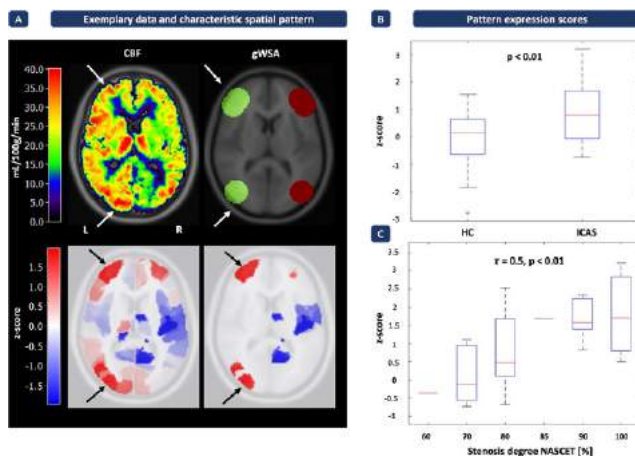 A Exemplary data and characteristic spatial pattern
CBF gWSA
40.0
35.0
30.0
25.0
20.0
15.0
10.0
5.0
0.0
mL/100g/min
L R
1.5
1.0
0.5
0.0
-0.5
-1.0
-1.5
z-score
B Pattern expression scores
p < 0.01
3
2
1
0
-1
-2
-3
z-score
HC ICAS
C
τ = 0.5, p < 0.01
3.5
3
2.5
2
1.5
1
0.5
0
-0.5
-1
z-score
60 70 80 85 90 100
Stenosis degree NASCET [%]